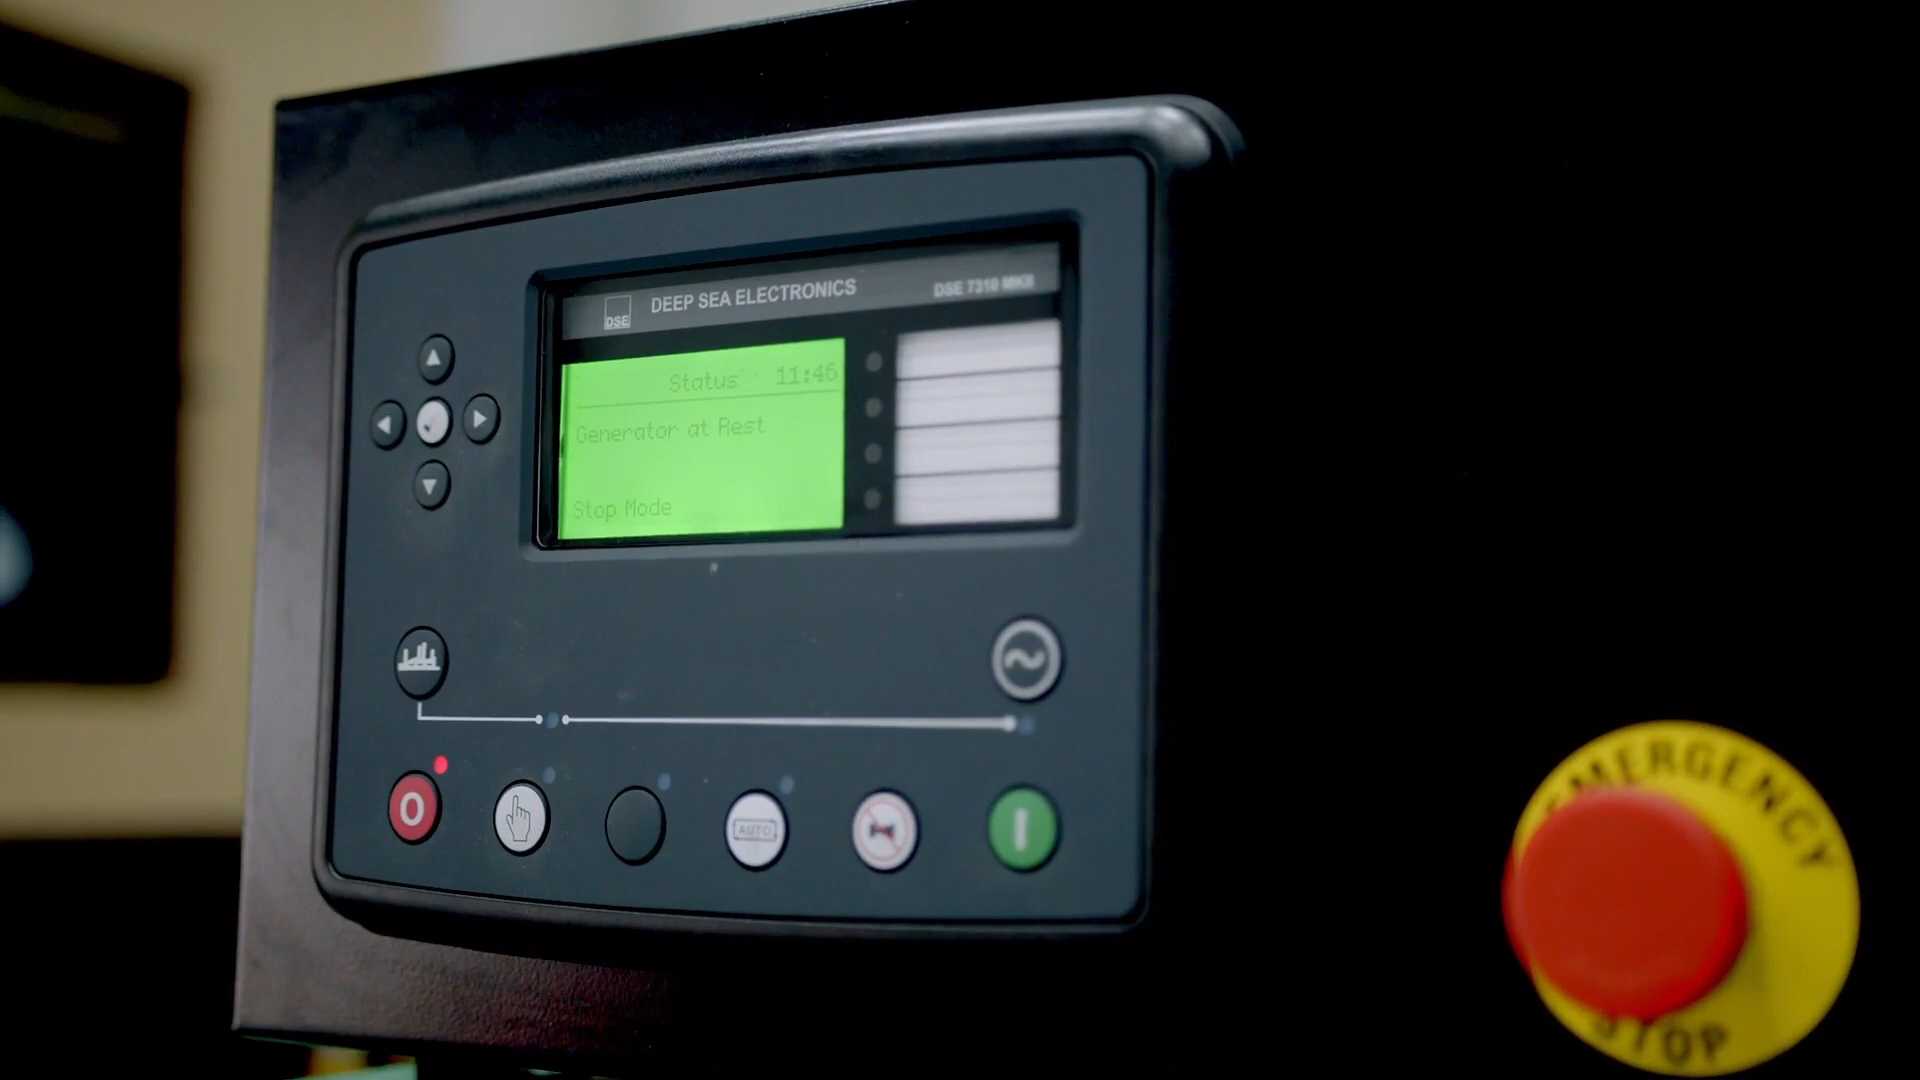 DSE DEEP SEA ELECTRONICS DSE 7310 MKII
Status 11:46
Generator at Rest
Stop Mode
O
AUTO
I
EMERGENCY
STOP